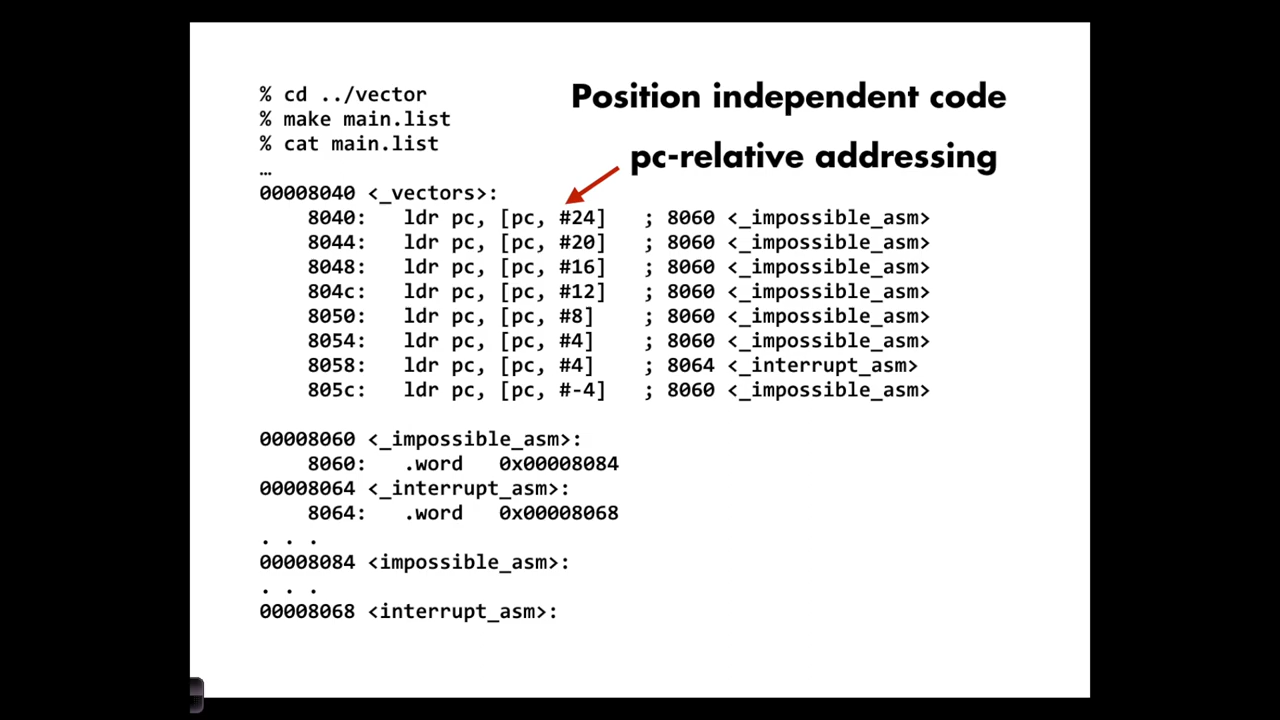 % cd ../vector
Position independent code
% make main.list
% cat main.list
pc-relative addressing
…
00008040 <_vectors>:
8040: ldr pc, [pc, #24] ; 8060 <_impossible_asm>
8044: ldr pc, [pc, #20] ; 8060 <_impossible_asm>
8048: ldr pc, [pc, #16] ; 8060 <_impossible_asm>
804c: ldr pc, [pc, #12] ; 8060 <_impossible_asm>
8050: ldr pc, [pc, #8] ; 8060 <_impossible_asm>
8054: ldr pc, [pc, #4] ; 8060 <_impossible_asm>
8058: ldr pc, [pc, #4] ; 8064 <_interrupt_asm>
805c: ldr pc, [pc, #-4] ; 8060 <_impossible_asm>
00008060 <_impossible_asm>:
8060: .word 0x00008084
00008064 <_interrupt_asm>:
8064: .word 0x00008068
. . .
00008084 <impossible_asm>:
. . .
00008068 <interrupt_asm>: